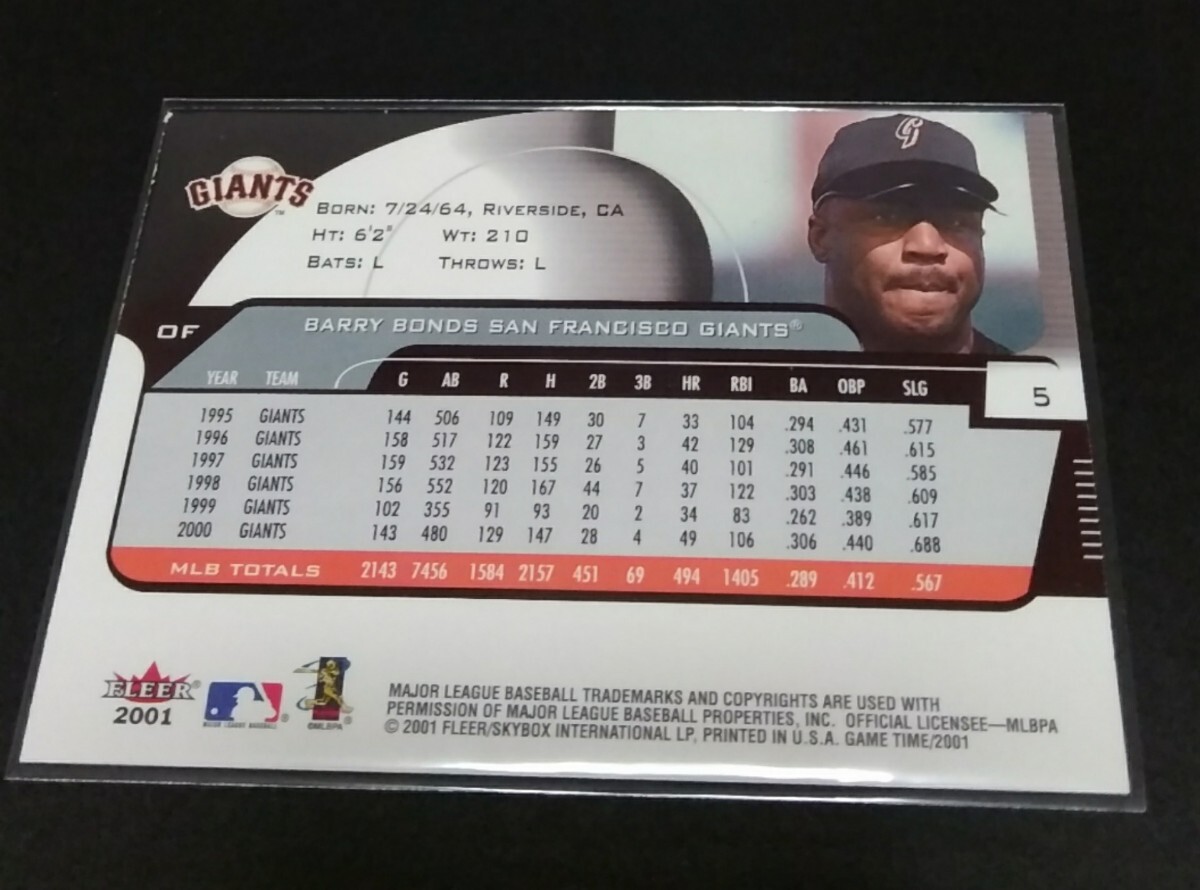 GIANTS
BORN: 7/24/64, RIVERSIDE, CA
HT: 6'2" WT: 210
BATS: L THROWS: L
OF BARRY BONDS SAN FRANCISCO GIANTS®
YEAR TEAM G AB R H 2B 3B HR RBI BA OBP SLG
5
1995 GIANTS 144 506 109 149 30 7 33 104 .294 .431 .577
1996 GIANTS 158 517 122 159 27 3 42 129 .308 .461 .615
1997 GIANTS 159 532 123 155 26 5 40 101 .291 .446 .585
1998 GIANTS 156 552 120 167 44 7 37 122 .303 .438 .609
1999 GIANTS 102 355 91 93 20 2 34 83 .262 .389 .617
2000 GIANTS 143 480 129 147 28 4 49 106 .306 .440 .688
MLB TOTALS 2143 7456 1584 2157 451 69 494 1405 .289 .412 .567
FLEER®
2001
MAJOR LEAGUE BASEBALL®
©MLBPA
MAJOR LEAGUE BASEBALL TRADEMARKS AND COPYRIGHTS ARE USED WITH
PERMISSION OF MAJOR LEAGUE BASEBALL PROPERTIES, INC. OFFICIAL LICENSEE—MLBPA
© 2001 FLEER/SKYBOX INTERNATIONAL LP, PRINTED IN U.S.A. GAME TIME/2001